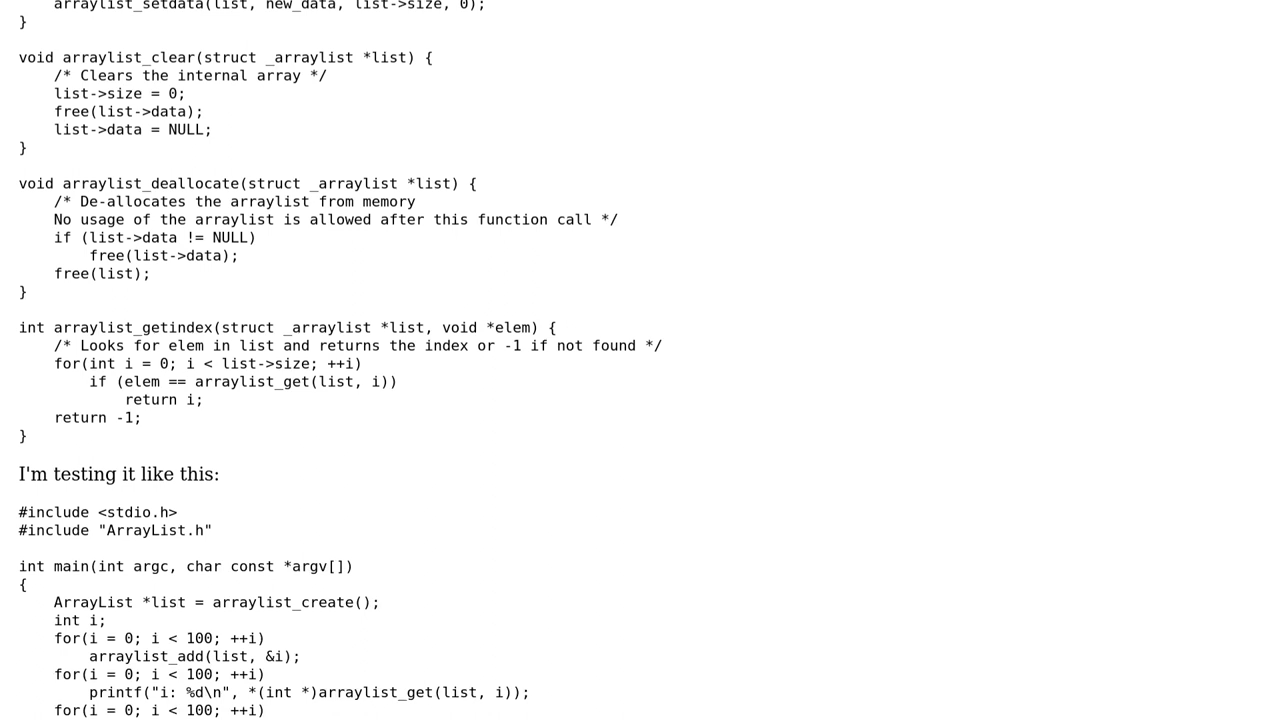 arraylist_setdata(list, new_data, list->size, 0);
}

void arraylist_clear(struct _arraylist *list) {
    /* Clears the internal array */
    list->size = 0;
    free(list->data);
    list->data = NULL;
}

void arraylist_deallocate(struct _arraylist *list) {
    /* De-allocates the arraylist from memory
    No usage of the arraylist is allowed after this function call */
    if (list->data != NULL)
        free(list->data);
    free(list);
}

int arraylist_getindex(struct _arraylist *list, void *elem) {
    /* Looks for elem in list and returns the index or -1 if not found */
    for(int i = 0; i < list->size; ++i)
        if (elem == arraylist_get(list, i))
            return i;
    return -1;
}

I'm testing it like this:

#include <stdio.h>
#include "ArrayList.h"

int main(int argc, char const *argv[])
{
    ArrayList *list = arraylist_create();
    int i;
    for(i = 0; i < 100; ++i)
        arraylist_add(list, &i);
    for(i = 0; i < 100; ++i)
        printf("i: %d\n", *(int *)arraylist_get(list, i));
    for(i = 0; i < 100; ++i)